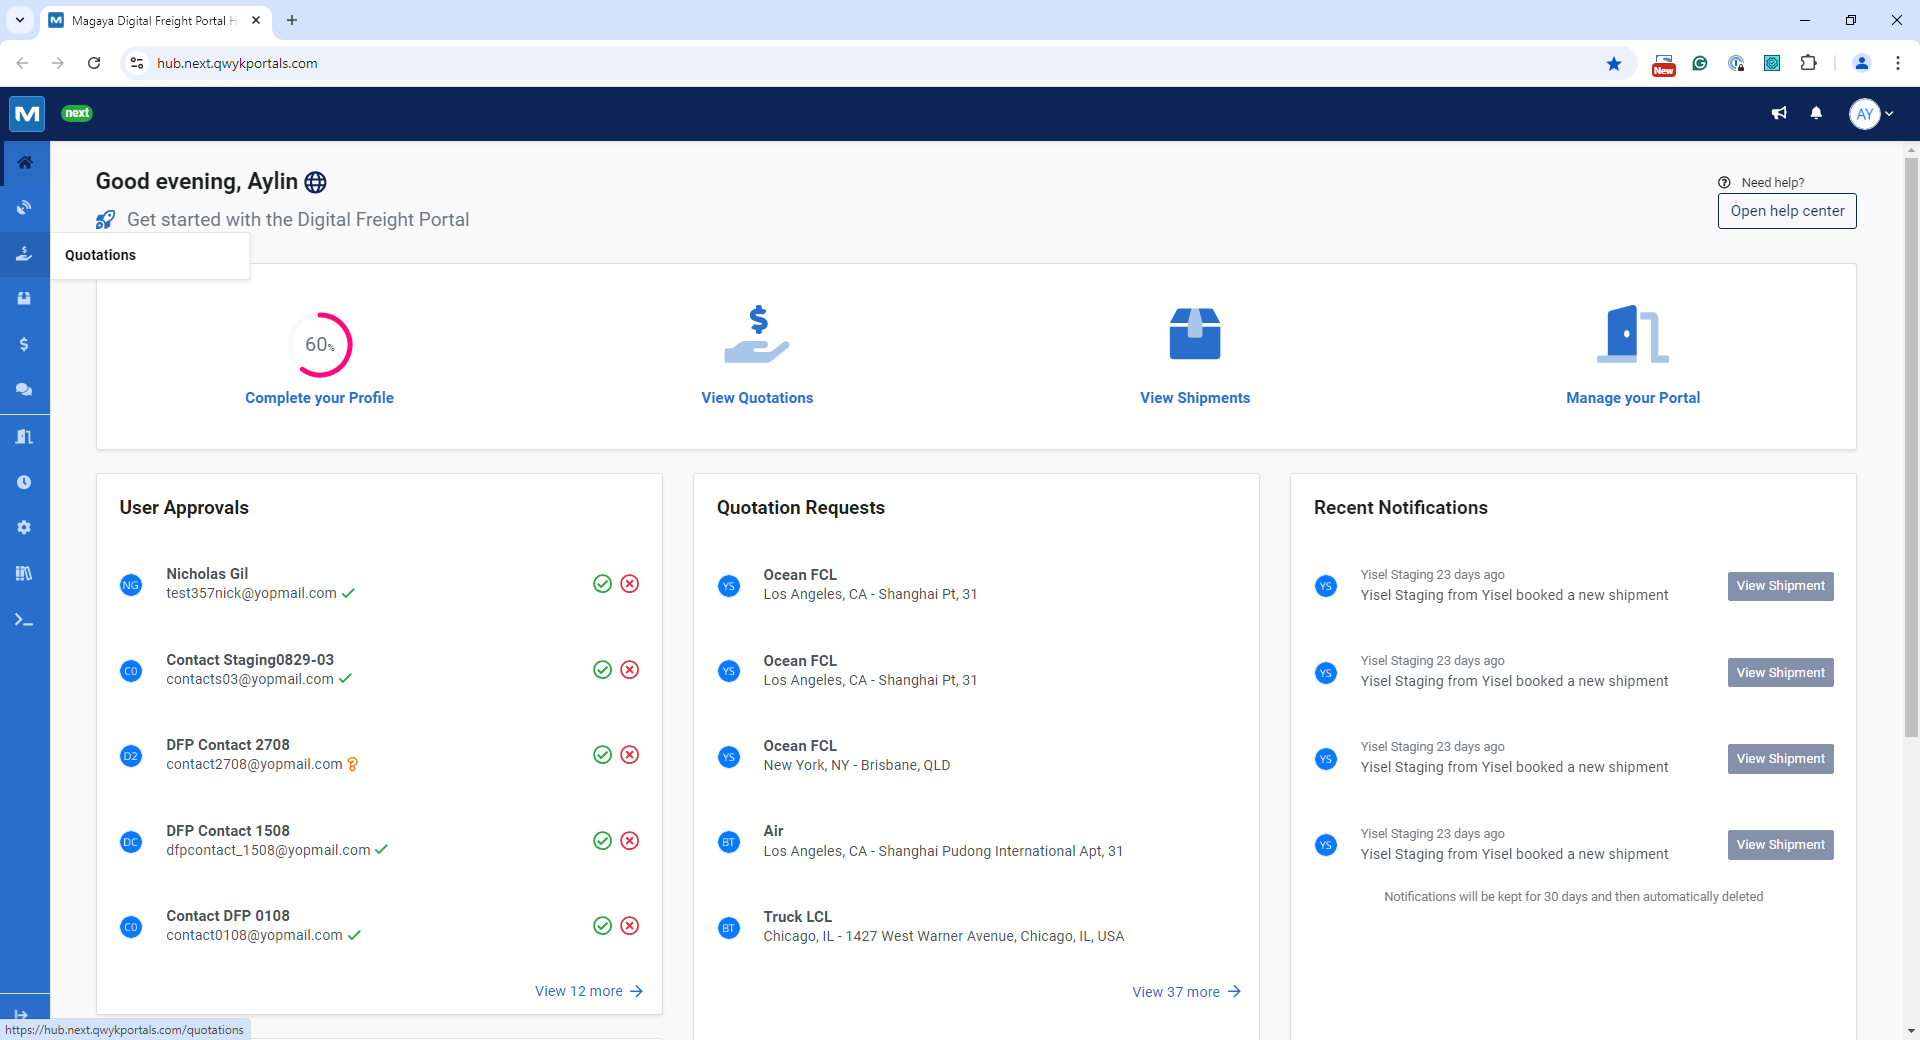 Magaya Digital Freight Portal H
hub.next.qwykportals.com
New
next
AY
Good evening, Aylin
Get started with the Digital Freight Portal
Need help?
Open help center
Quotations
60%
Complete your Profile
View Quotations
View Shipments
Manage your Portal
User Approvals
NG
Nicholas Gil
test357nick@yopmail.com
C0
Contact Staging0829-03
contacts03@yopmail.com
D2
DFP Contact 2708
contact2708@yopmail.com
DC
DFP Contact 1508
dfpcontact_1508@yopmail.com
C0
Contact DFP 0108
contact0108@yopmail.com
View 12 more
Quotation Requests
YS
Ocean FCL
Los Angeles, CA - Shanghai Pt, 31
YS
Ocean FCL
Los Angeles, CA - Shanghai Pt, 31
YS
Ocean FCL
New York, NY - Brisbane, QLD
BT
Air
Los Angeles, CA - Shanghai Pudong International Apt, 31
BT
Truck LCL
Chicago, IL - 1427 West Warner Avenue, Chicago, IL, USA
View 37 more
Recent Notifications
YS
Yisel Staging 23 days ago
Yisel Staging from Yisel booked a new shipment
View Shipment
YS
Yisel Staging 23 days ago
Yisel Staging from Yisel booked a new shipment
View Shipment
YS
Yisel Staging 23 days ago
Yisel Staging from Yisel booked a new shipment
View Shipment
YS
Yisel Staging 23 days ago
Yisel Staging from Yisel booked a new shipment
View Shipment
Notifications will be kept for 30 days and then automatically deleted
https://hub.next.qwykportals.com/quotations